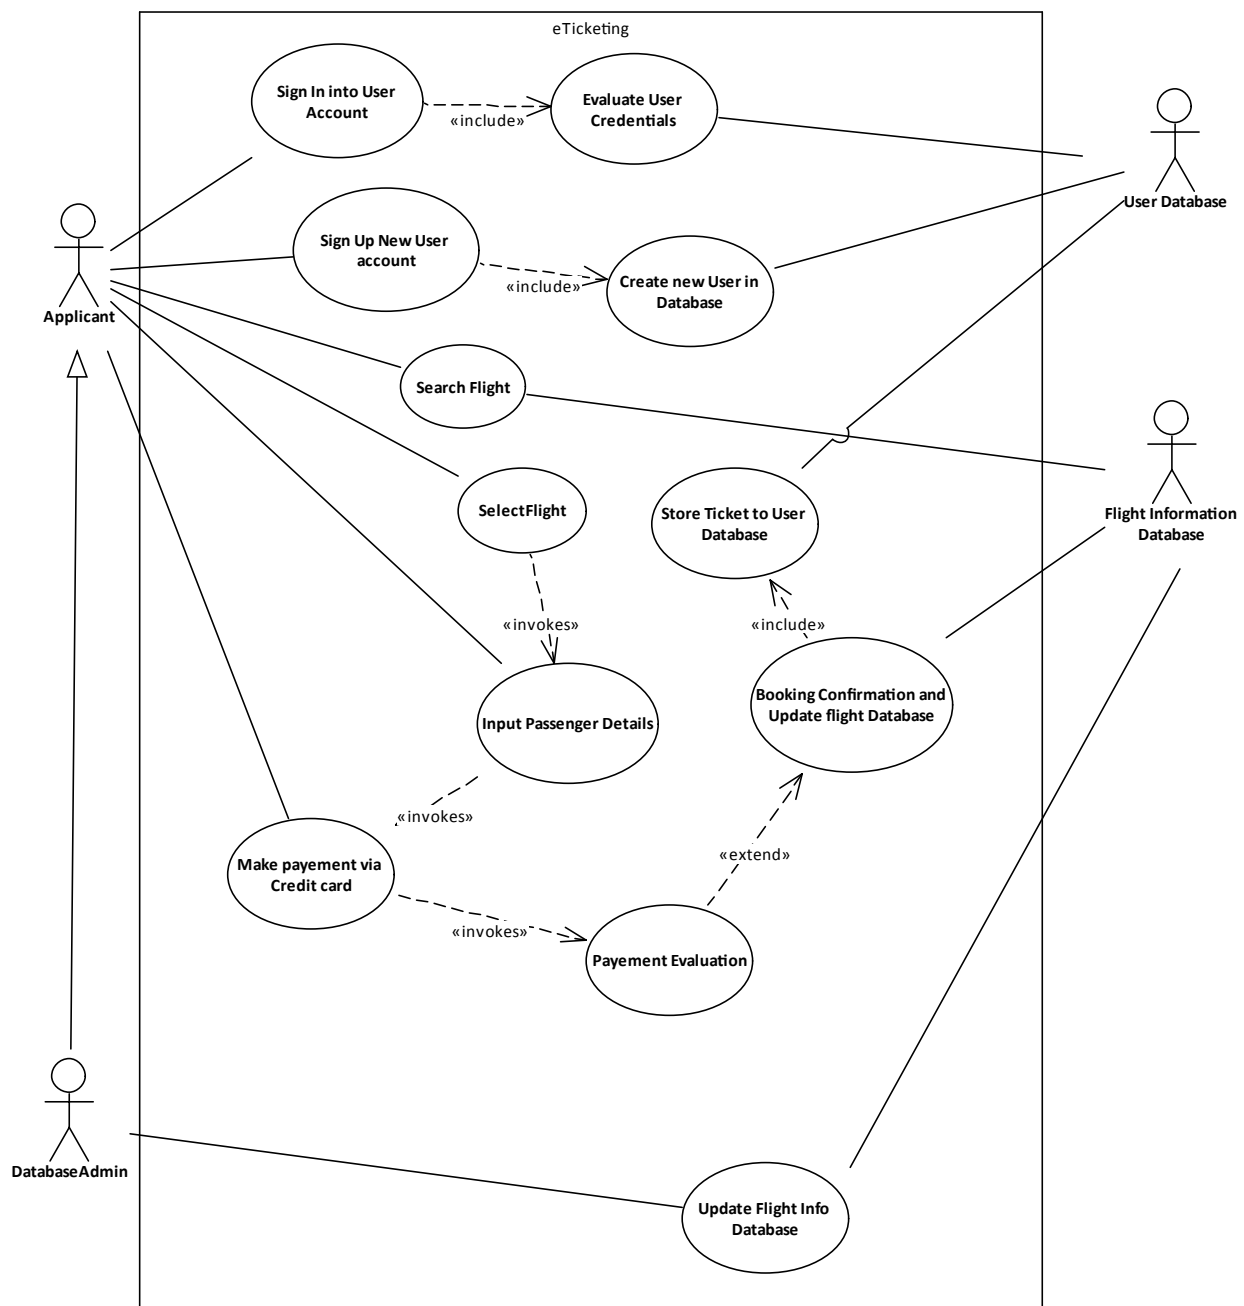 eTicketing
Sign In into User
Account
«include»
Evaluate User
Credentials
User Database
Sign Up New User
account
«include»
Create new User in
Database
Applicant
Search Flight
SelectFlight
Store Ticket to User
Database
Flight Information
Database
«invokes»
«include»
Input Passenger Details
Booking Confirmation and
Update flight Database
«invokes»
«extend»
Make payement via
Credit card
«invokes»
Payement Evaluation
DatabaseAdmin
Update Flight Info
Database